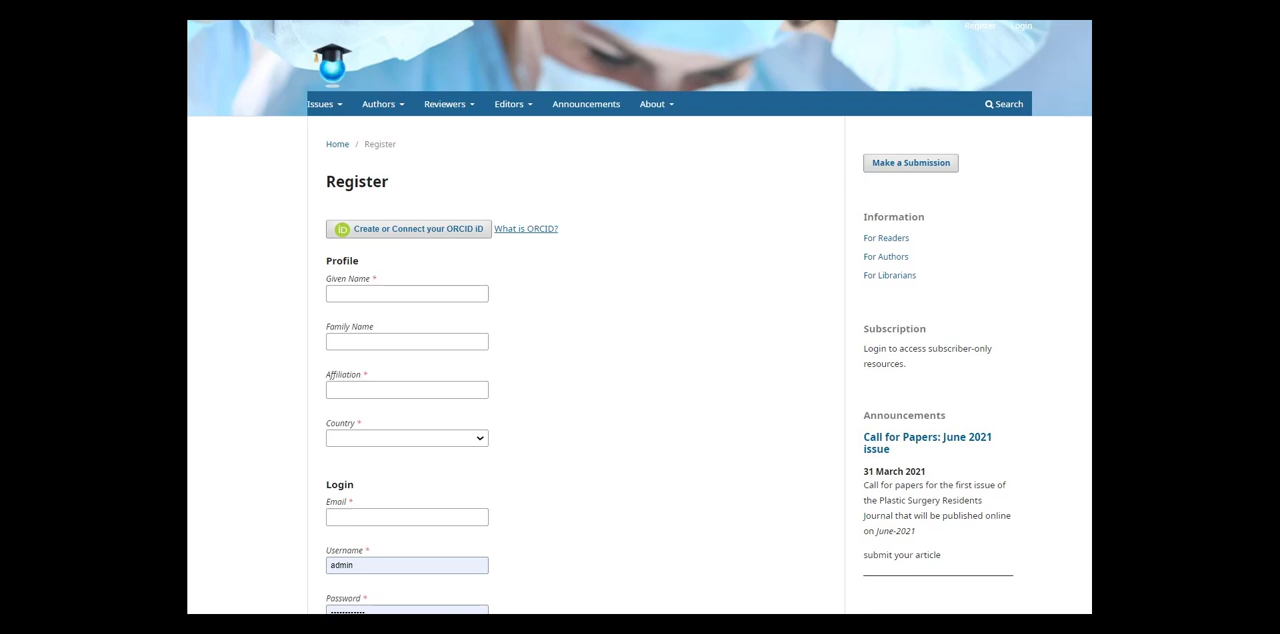 Register Login
Issues Authors Reviewers Editors Announcements About Search
Home / Register
Register
Create or Connect your ORCID iD What is ORCID?
Profile
Given Name *
Family Name
Affiliation *
Country *
Login
Email *
Username *
admin
Password *
Make a Submission
Information
For Readers
For Authors
For Librarians
Subscription
Login to access subscriber-only
resources.
Announcements
Call for Papers: June 2021
issue
31 March 2021
Call for papers for the first issue of
the Plastic Surgery Residents
Journal that will be published online
on June-2021
submit your article